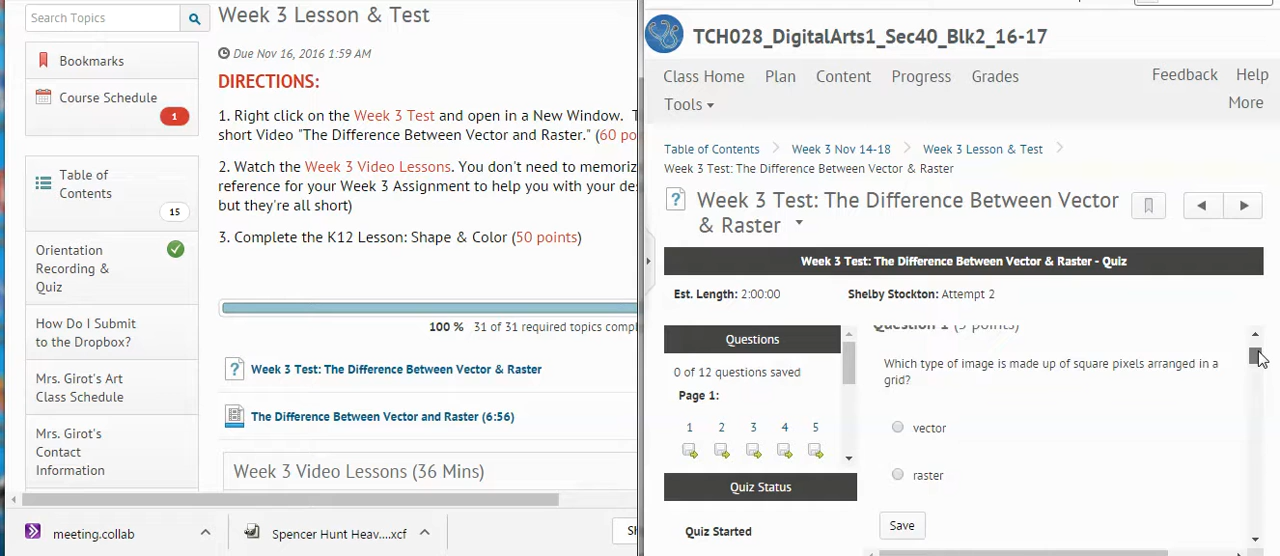 Search Topics
Bookmarks
Course Schedule
1
Table of
Contents
15
Orientation
Recording &
Quiz
How Do I Submit
to the Dropbox?
Mrs. Girot's Art
Class Schedule
Mrs. Girot's
Contact
Information
Week 3 Lesson & Test
Due Nov 16, 2016 1:59 AM
DIRECTIONS:
1. Right click on the Week 3 Test and open in a New Window. T
short Video "The Difference Between Vector and Raster." (60 po
2. Watch the Week 3 Video Lessons. You don't need to memoriz
reference for your Week 3 Assignment to help you with your de
but they're all short)
3. Complete the K12 Lesson: Shape & Color (50 points)
100 % 31 of 31 required topics compl
Week 3 Test: The Difference Between Vector & Raster
The Difference Between Vector and Raster (6:56)
Week 3 Video Lessons (36 Mins)
meeting.collab
Spencer Hunt Heav....xcf
Sh
TCH028_DigitalArts1_Sec40_Blk2_16-17
Class Home Plan Content Progress Grades
Feedback Help
Tools
More
Table of Contents Week 3 Nov 14-18 Week 3 Lesson & Test
Week 3 Test: The Difference Between Vector & Raster
Week 3 Test: The Difference Between Vector
& Raster
Week 3 Test: The Difference Between Vector & Raster - Quiz
Est. Length: 2:00:00 Shelby Stockton: Attempt 2
Questions
0 of 12 questions saved
Page 1:
1 2 3 4 5
Quiz Status
Quiz Started
Question 1 (5 points)
Which type of image is made up of square pixels arranged in a
grid?
vector
raster
Save